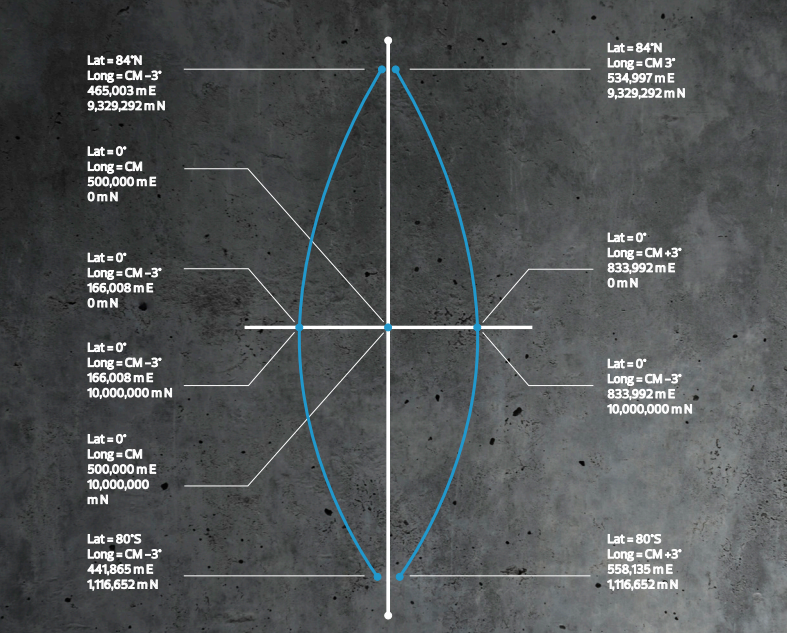 Lat = 84°N
Long = CM –3°
465,003 m E
9,329,292 m N
Lat = 0°
Long = CM
500,000 m E
0 m N
Lat = 0°
Long = CM –3°
166,008 m E
0 m N
Lat = 0°
Long = CM –3°
166,008 m E
10,000,000 m N
Lat = 0°
Long = CM
500,000 m E
10,000,000
m N
Lat = 80°S
Long = CM –3°
441,865 m E
1,116,652 m N
Lat = 84°N
Long = CM 3°
534,997 m E
9,329,292 m N
Lat = 0°
Long = CM +3°
833,992 m E
0 m N
Lat = 0°
Long = CM –3°
833,992 m E
10,000,000 m N
Lat = 80°S
Long = CM +3°
558,135 m E
1,116,652 m N